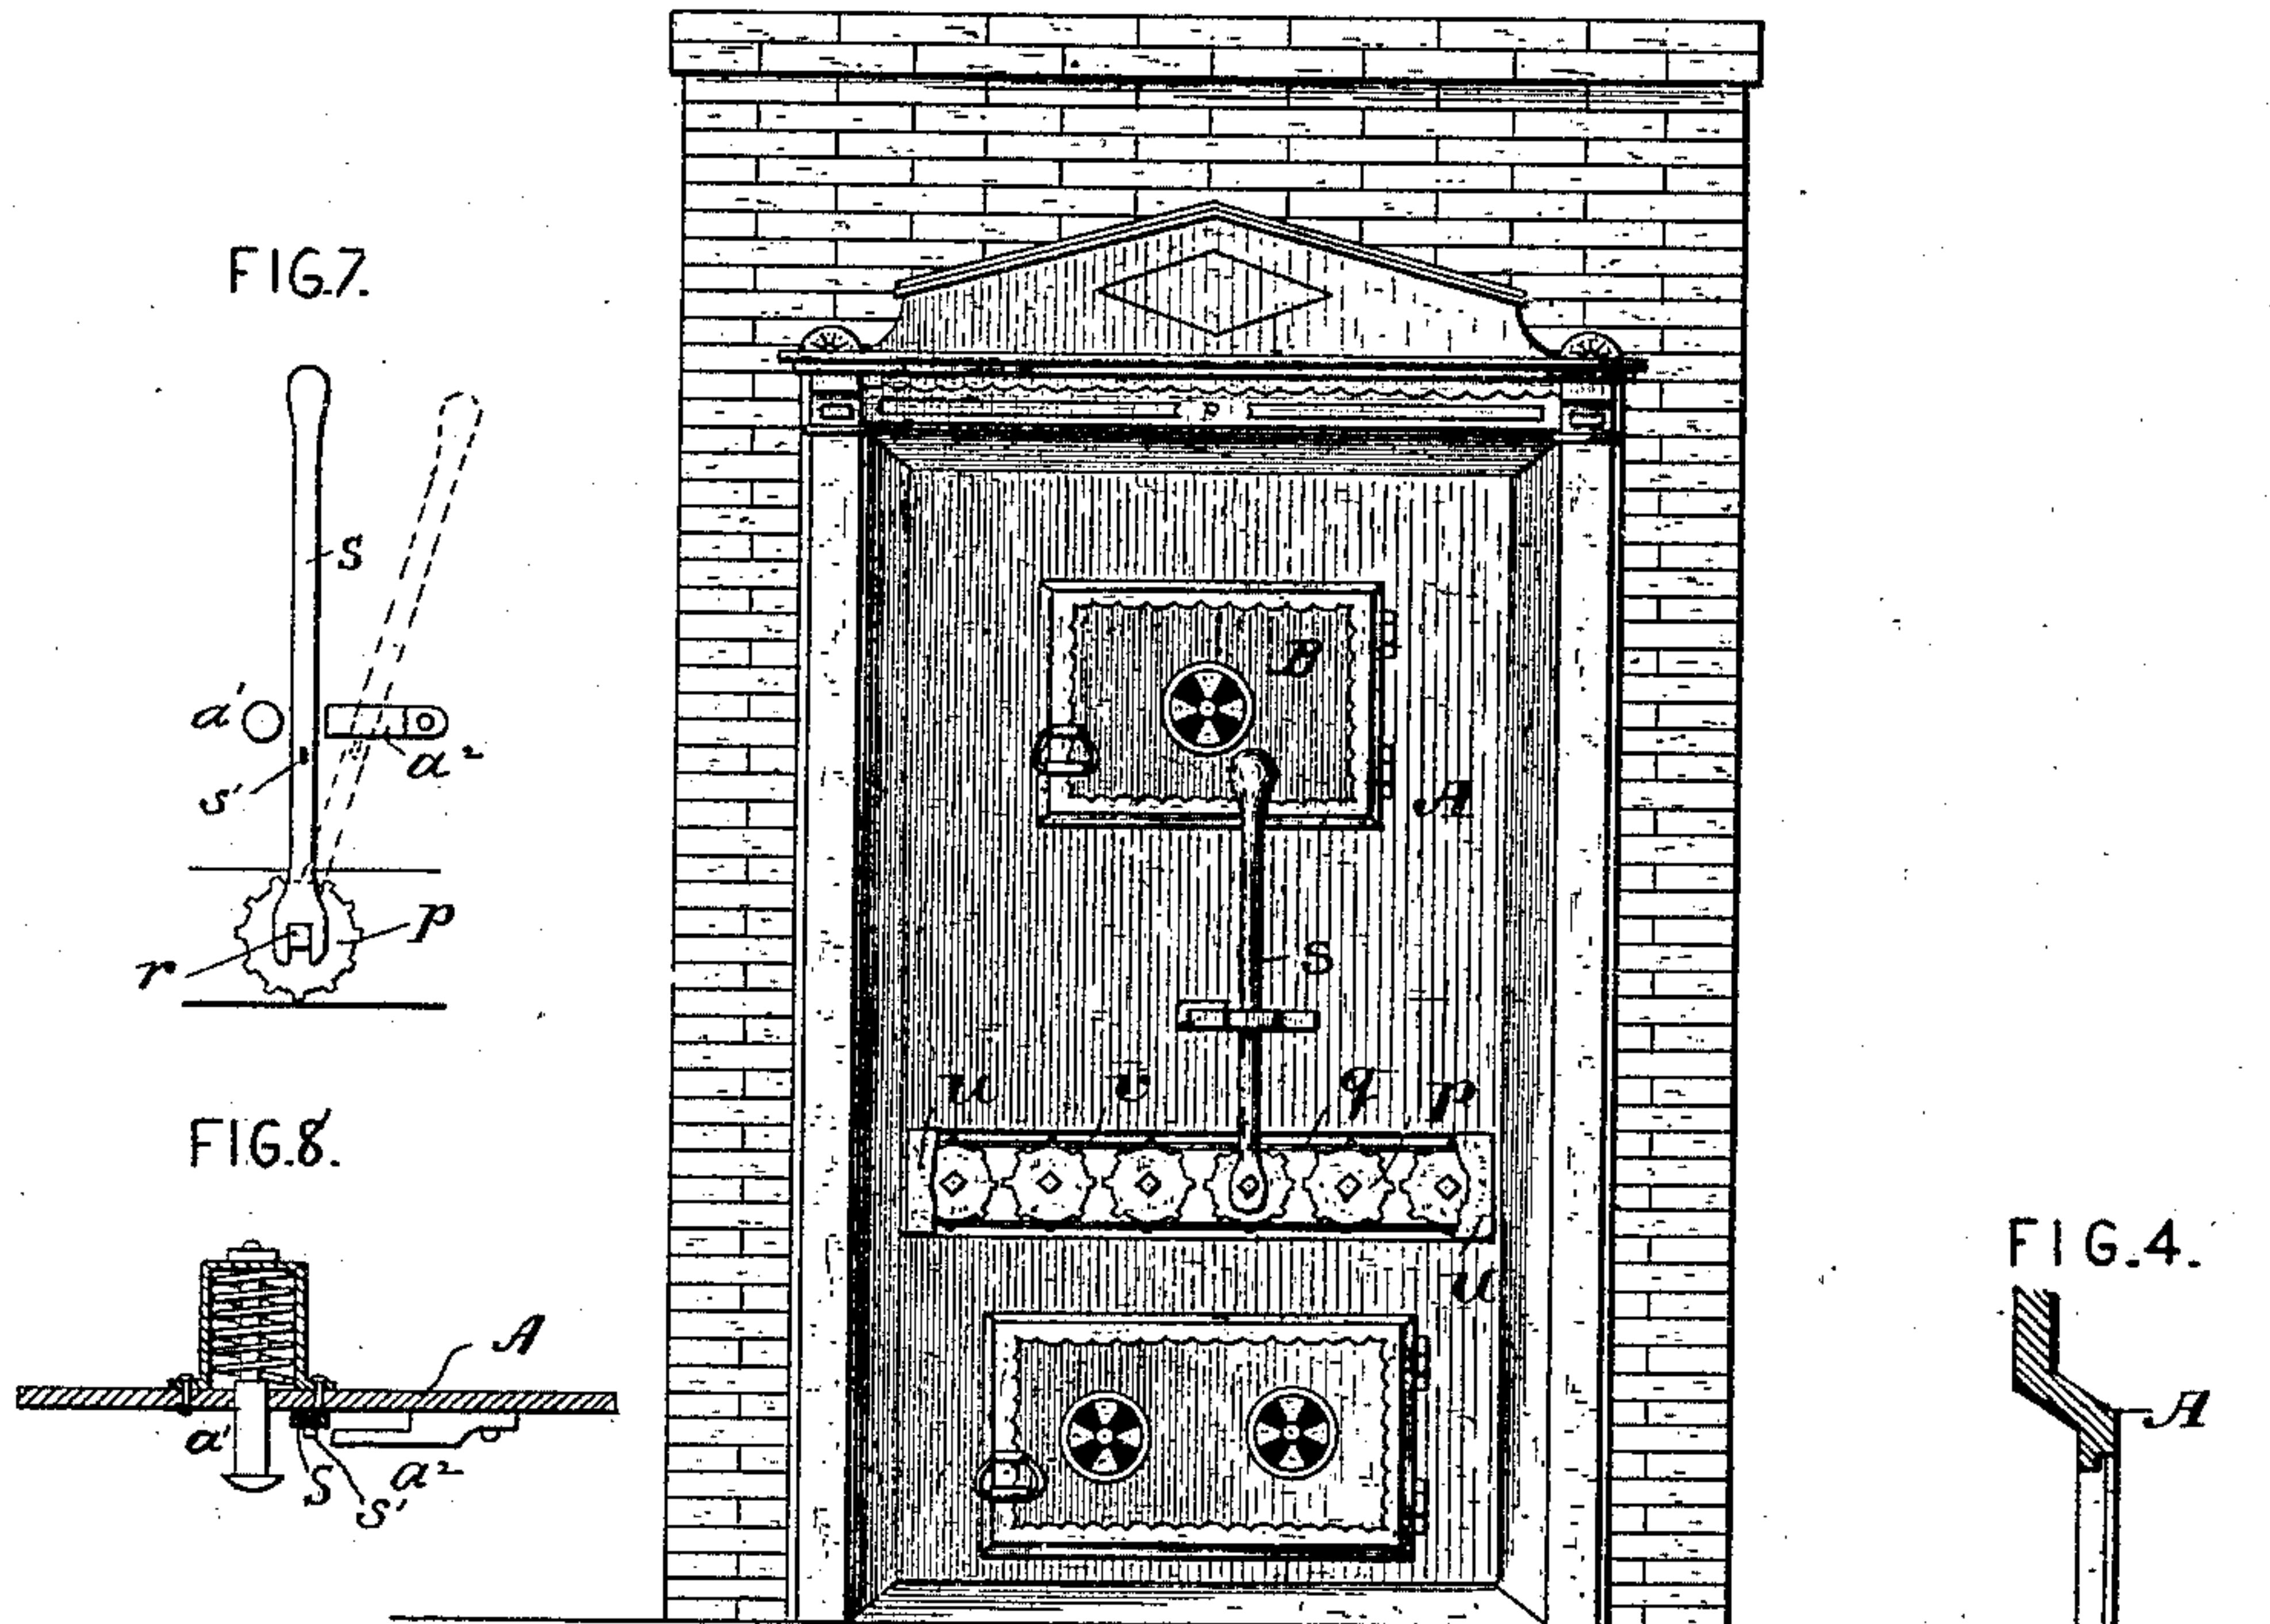 FIG.7.
S
a'
a²
s'
p
r
FIG.8.
A
a'
S
s'
a²
B
A
S
u
v
q
p
u
FIG.4.
A